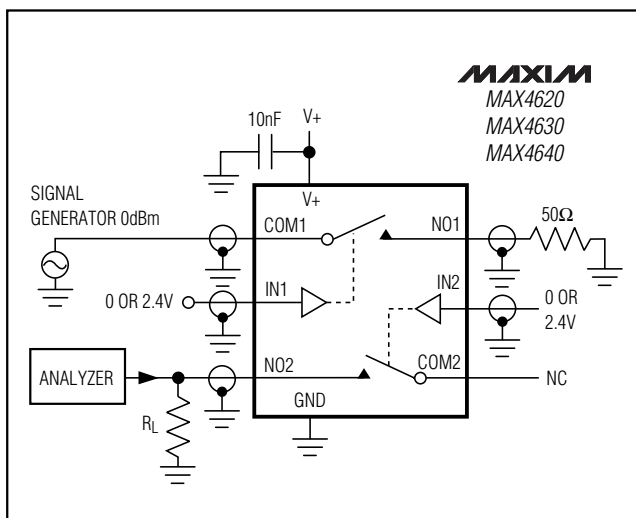 MAXIM
MAX4620
MAX4630
MAX4640
10nF
V+
V+
SIGNAL
GENERATOR 0dBm
COM1
NO1
50Ω
0 OR 2.4V
IN1
IN2
0 OR
2.4V
ANALYZER
NO2
COM2
NC
RL
GND